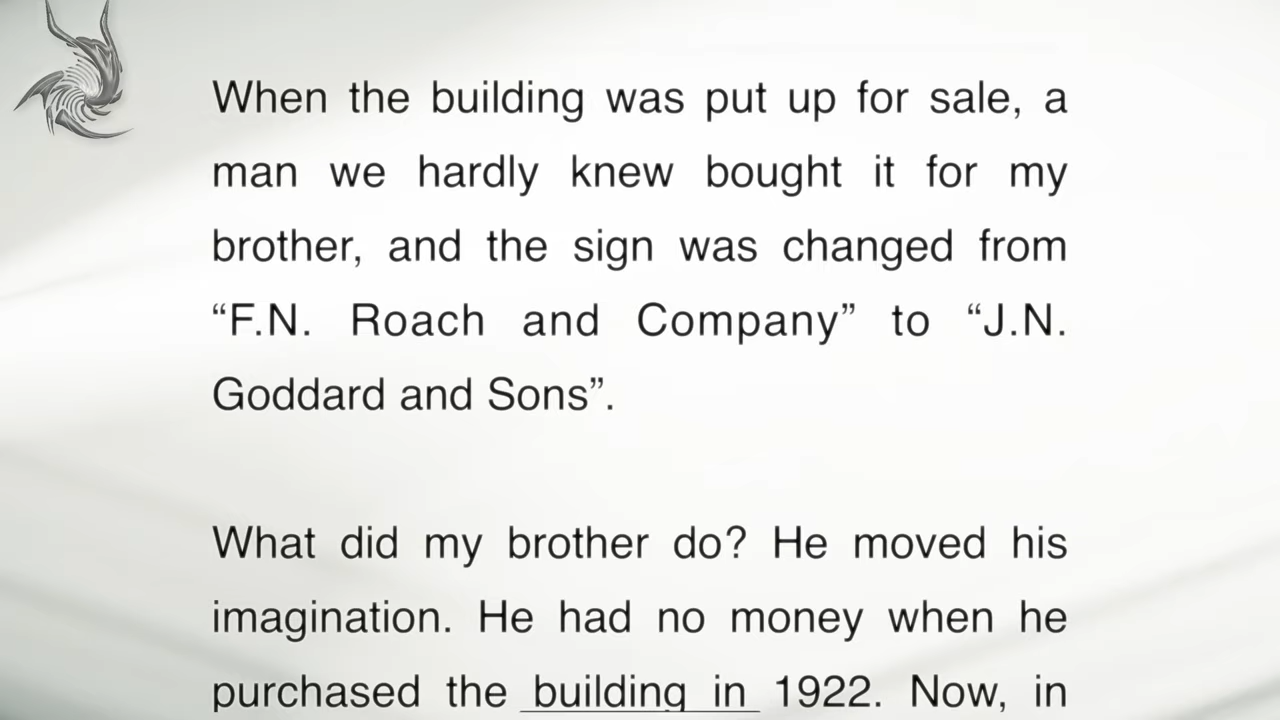 When the building was put up for sale, a
man we hardly knew bought it for my
brother, and the sign was changed from
“F.N. Roach and Company” to “J.N.
Goddard and Sons”.
What did my brother do? He moved his
imagination. He had no money when he
purchased the building in 1922. Now, in